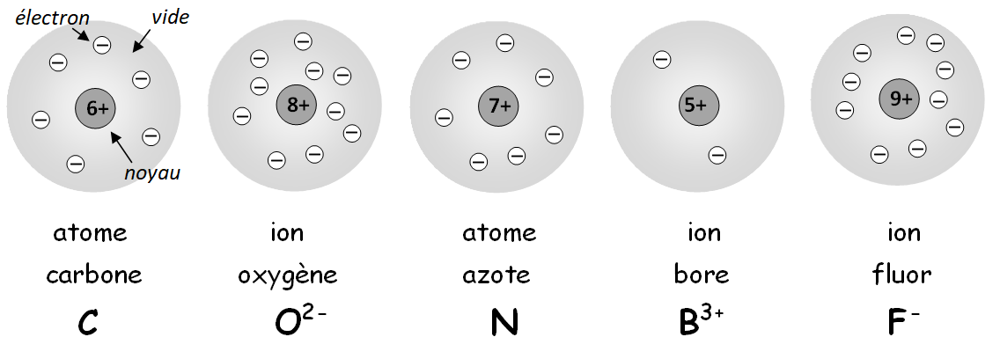 électron vide
6+ 8+ 7+ 5+ 9+
noyau
atome ion atome ion ion
carbone oxygène azote bore fluor
C O²⁻ N B³⁺ F⁻